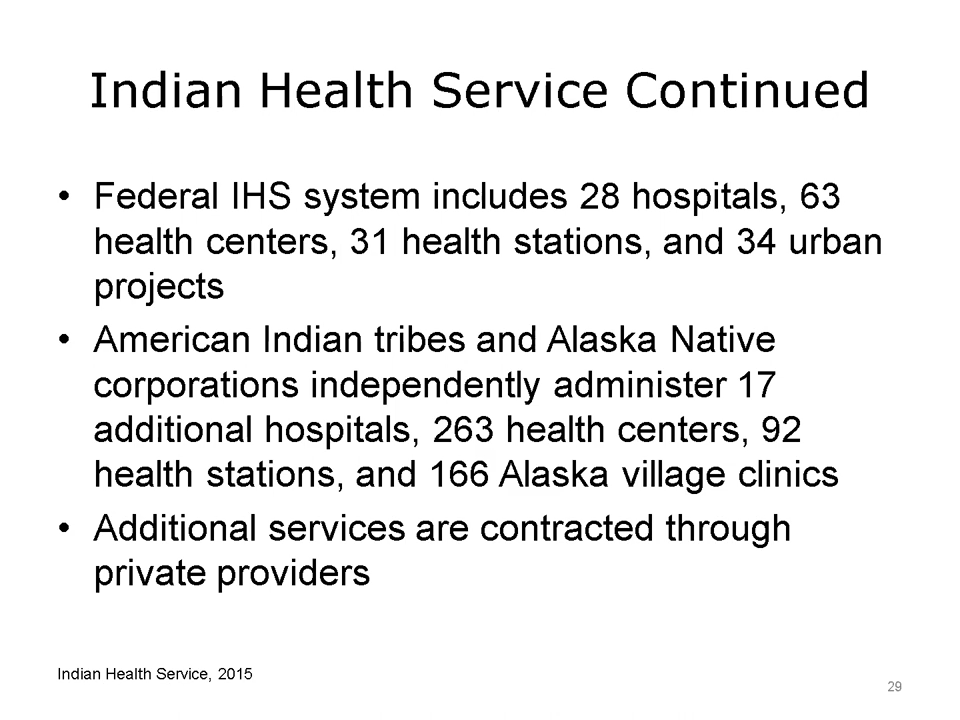 Indian Health Service Continued
• Federal IHS system includes 28 hospitals, 63
health centers, 31 health stations, and 34 urban
projects
• American Indian tribes and Alaska Native
corporations independently administer 17
additional hospitals, 263 health centers, 92
health stations, and 166 Alaska village clinics
• Additional services are contracted through
private providers
Indian Health Service, 2015
29